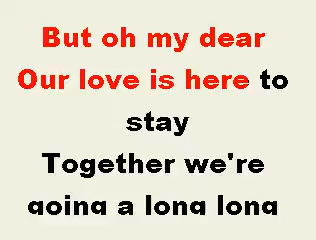 But oh my dear
Our love is here to
stay
Together we're
going a long long